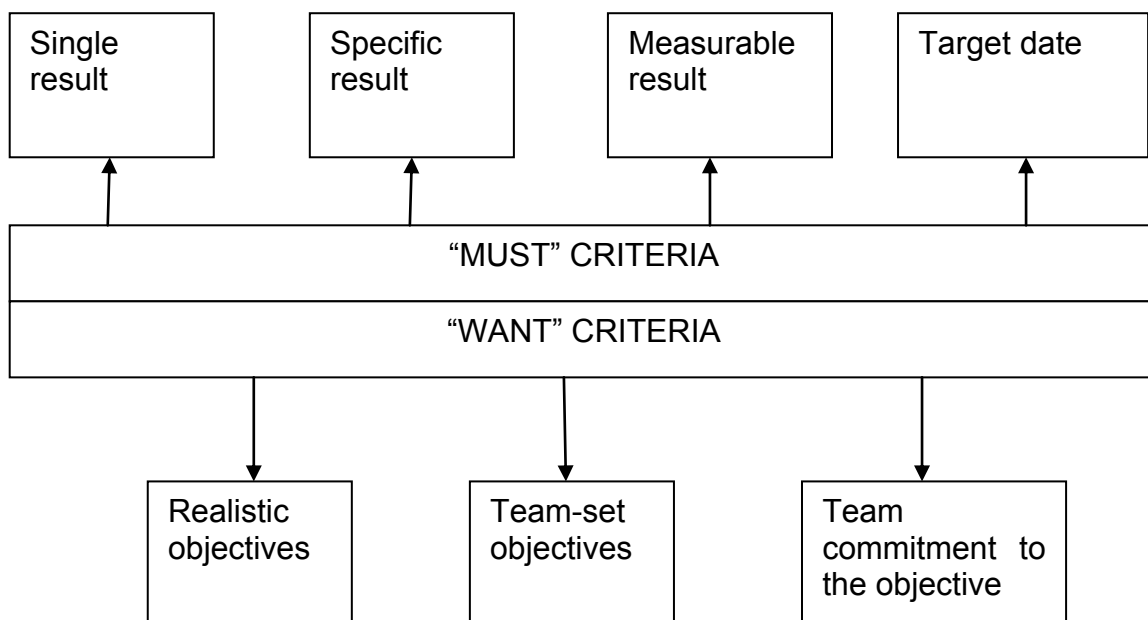 Single
result
Specific
result
Measurable
result
Target date
“MUST” CRITERIA
“WANT” CRITERIA
Realistic
objectives
Team-set
objectives
Team
commitment to
the objective